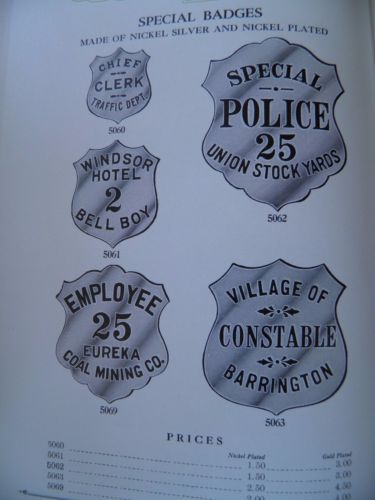 SPECIAL BADGES
MADE OF NICKEL SILVER AND NICKEL PLATED
CHIEF
CLERK
TRAFFIC DEPT.
5060
SPECIAL
POLICE
25
UNION STOCK YARDS
5062
WINDSOR
HOTEL
2
BELL BOY
5061
EMPLOYEE
25
EUREKA
COAL MINING CO.
5069
VILLAGE OF
CONSTABLE
BARRINGTON
5063
PRICES
Nickel Plated Gold Plated
5060 1.50 3.00
5061 1.50 3.00
5062 2.50 4.50
5063
5069